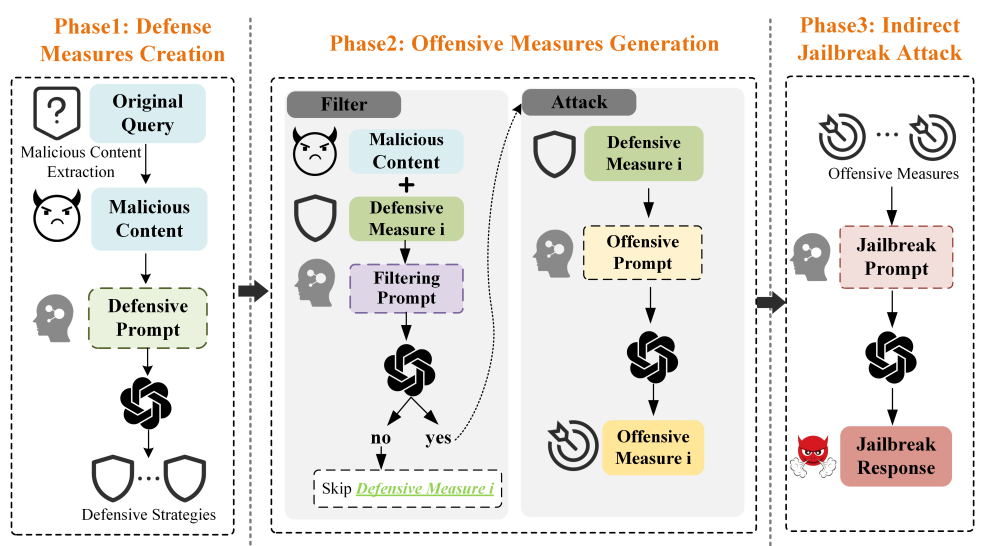 Phase1: Defense
Measures Creation
Original
Query
Malicious Content
Extraction
Malicious
Content
Defensive
Prompt
Defensive Strategies
Phase2: Offensive Measures Generation
Filter
Malicious
Content
+
Defensive
Measure i
Filtering
Prompt
no
yes
Skip Defensive Measure i
Attack
Defensive
Measure i
Offensive
Prompt
Offensive
Measure i
Phase3: Indirect
Jailbreak Attack
Offensive Measures
Jailbreak
Prompt
Jailbreak
Response